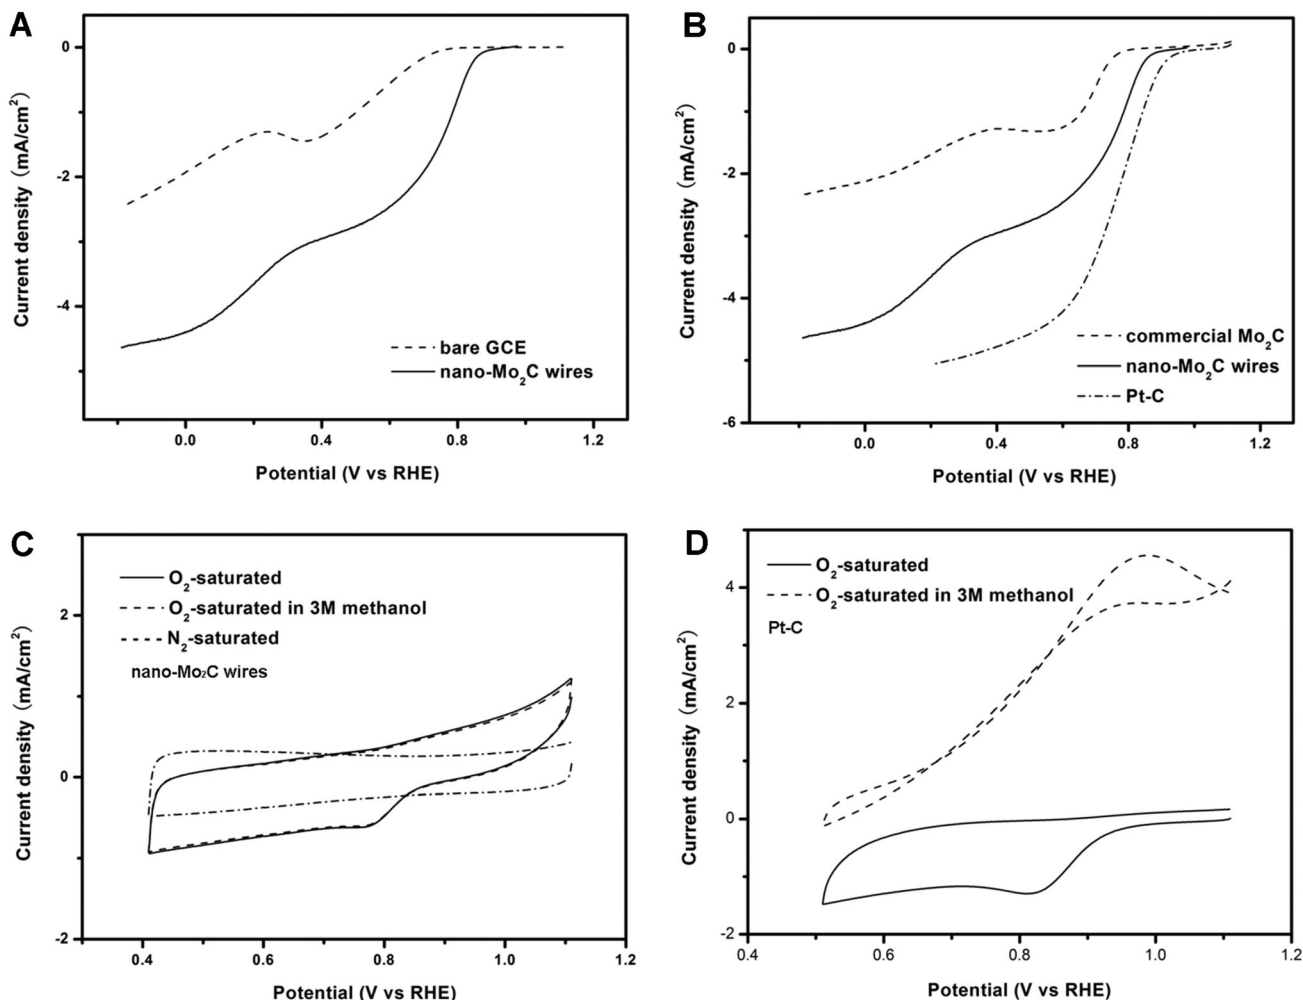 A
0
-2
-4
Current density (mA/cm²)
bare GCE
nano-Mo₂C wires
0.0 0.4 0.8 1.2
Potential (V vs RHE)
B
0
-2
-4
-6
Current density (mA/cm²)
commercial Mo₂C
nano-Mo₂C wires
Pt-C
0.0 0.4 0.8 1.2
Potential (V vs RHE)
C
2
0
-2
Current density (mA/cm²)
O₂-saturated
O₂-saturated in 3M methanol
N₂-saturated
nano-Mo₂C wires
0.4 0.6 0.8 1.0 1.2
Potential (V vs RHE)
D
4
2
0
-2
Current density (mA/cm²)
O₂-saturated
O₂-saturated in 3M methanol
Pt-C
0.4 0.6 0.8 1.0 1.2
Potential (V vs RHE)